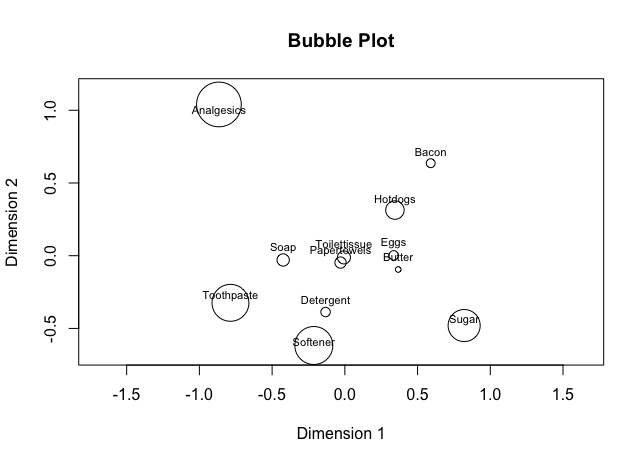 Bubble Plot
Dimension 2
1.0
0.5
0.0
-0.5
Analgesics
Bacon
Hotdogs
Eggs
Toilettissue
Soap
Papertowels
Butter
Toothpaste
Detergent
Sugar
Softener
-1.5 -1.0 -0.5 0.0 0.5 1.0 1.5
Dimension 1